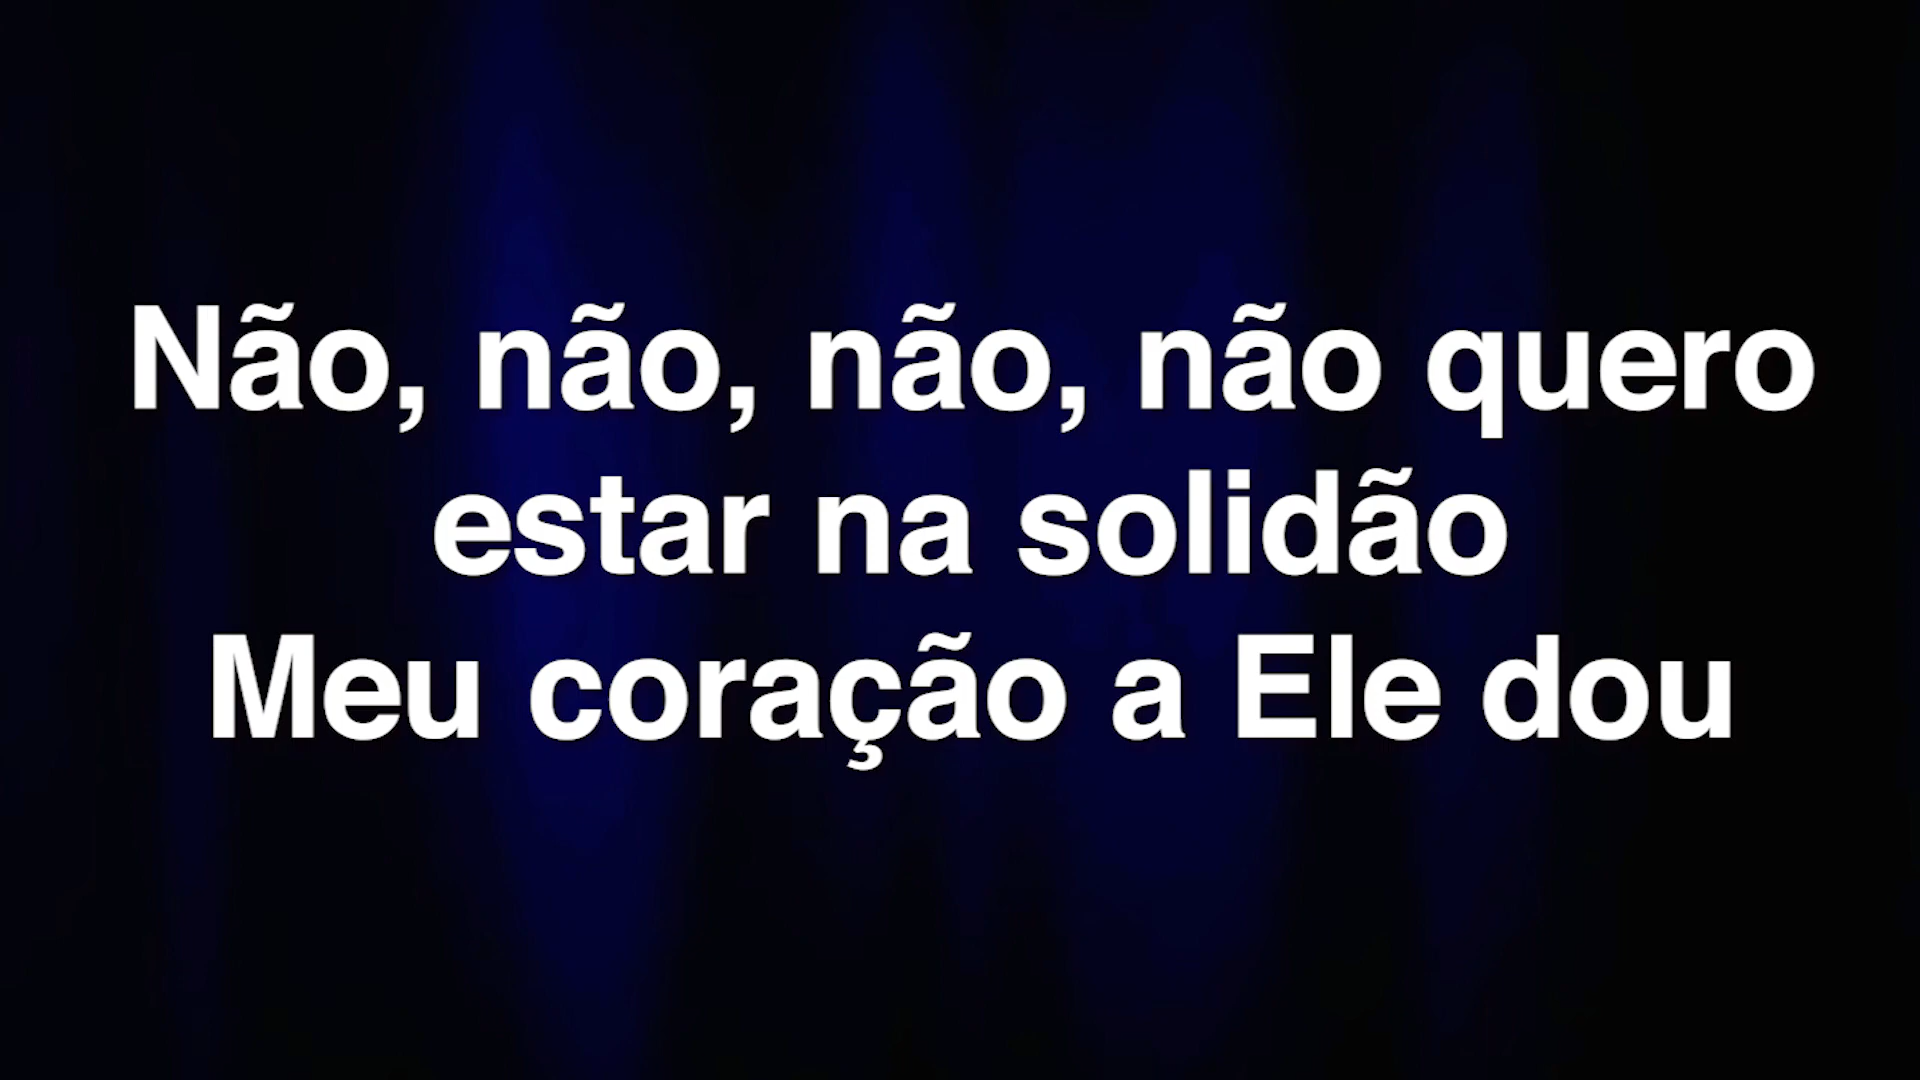 Não, não, não, não quero
estar na solidão
Meu coração a Ele dou